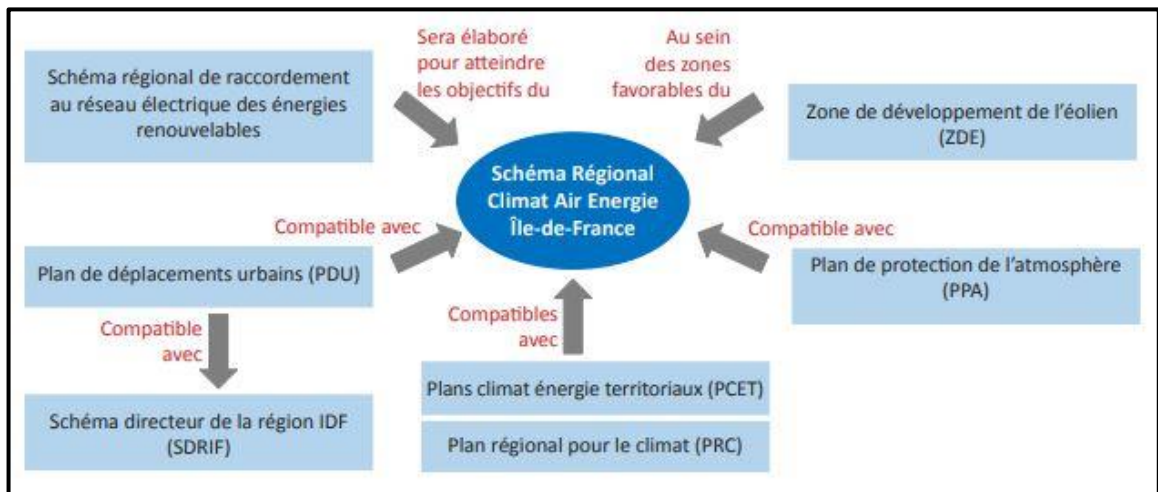 Schéma régional de raccordement
au réseau électrique des énergies
renouvelables
Sera élaboré
pour atteindre
les objectifs du
Au sein
des zones
favorables du
Zone de développement de l'éolien
(ZDE)
Schéma Régional
Climat Air Energie
Île-de-France
Compatible avec
Plan de déplacements urbains (PDU)
Compatible avec
Plan de protection de l'atmosphère
(PPA)
Compatible
avec
Compatibles
avec
Schéma directeur de la région IDF
(SDRIF)
Plans climat énergie territoriaux (PCET)
Plan régional pour le climat (PRC)